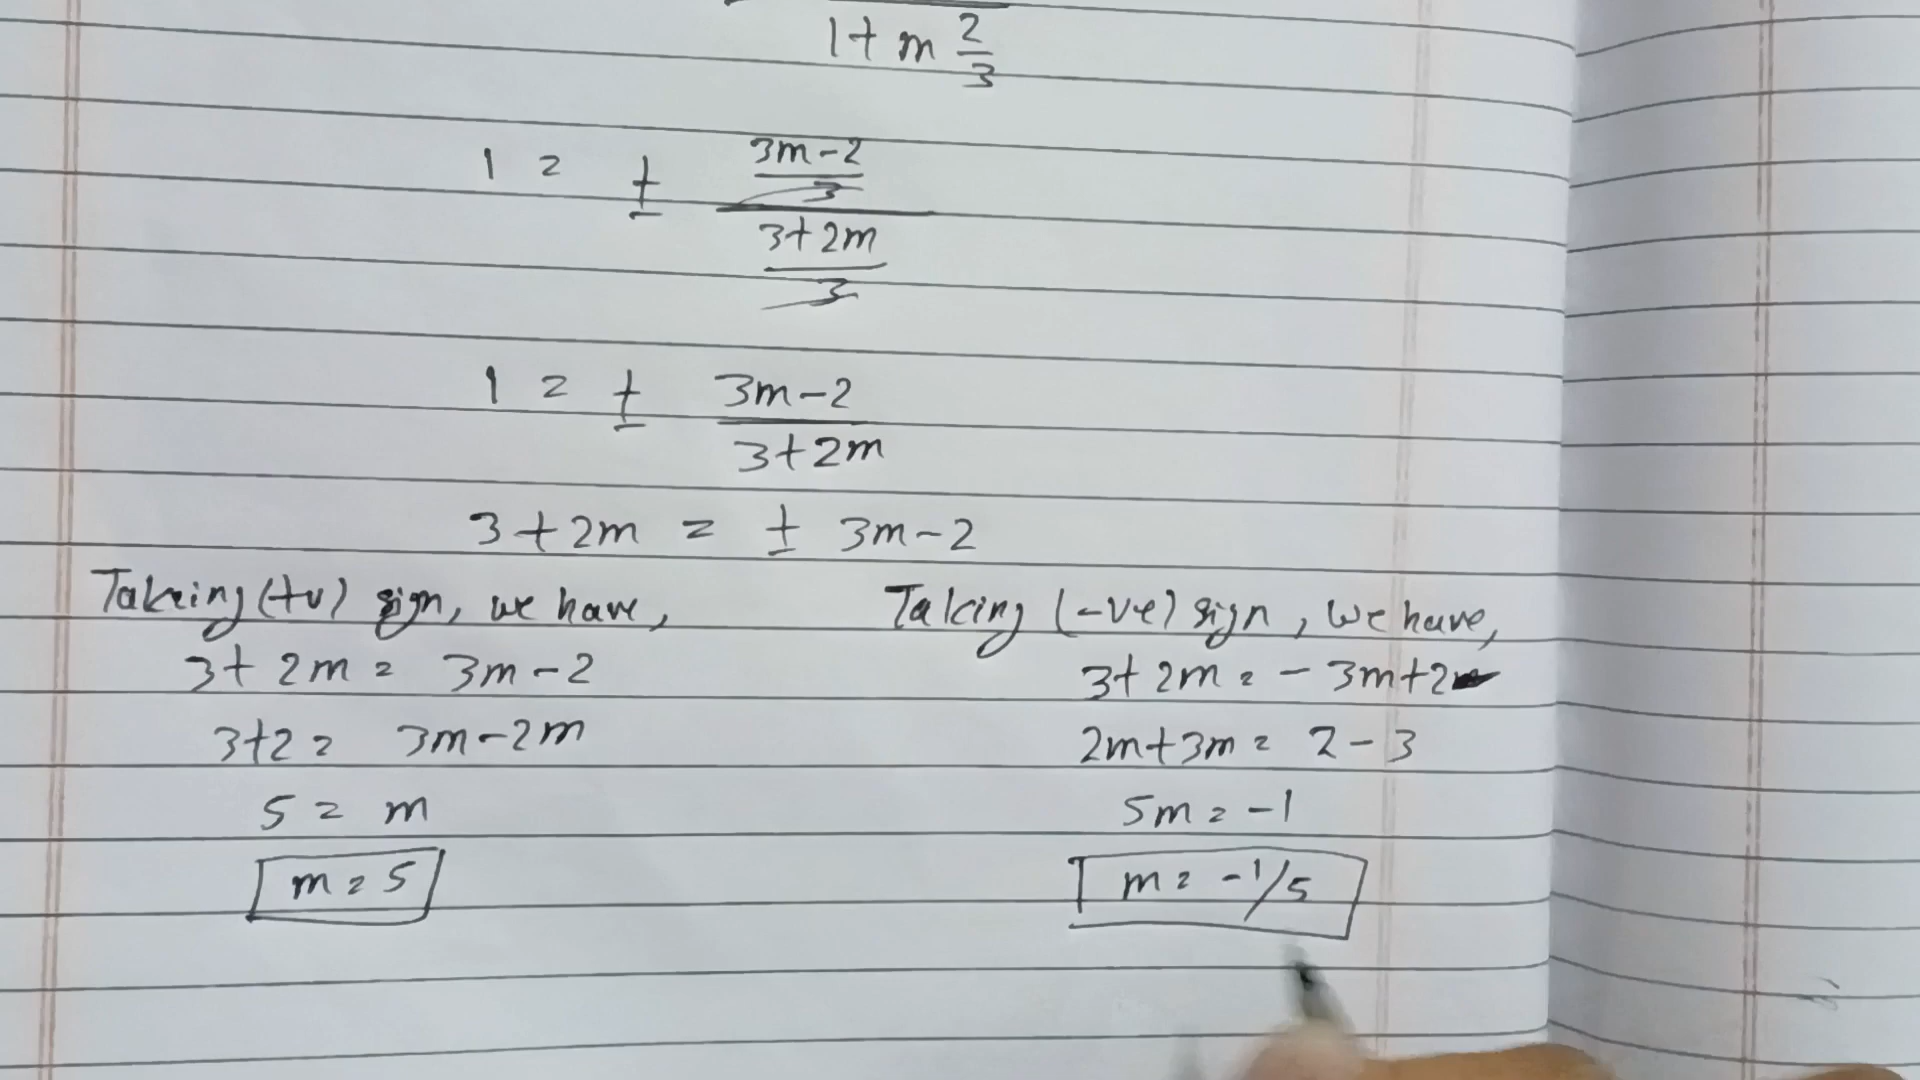 1 + m 2/3
1 = ± ((3m-2)/3)/((3+2m)/3)
1 = ± (3m-2)/(3+2m)
3+2m = ± 3m-2
Taking (+v) sign, we have,
3+2m = 3m-2
3+2 = 3m-2m
5 = m
m = 5
Taking (-ve) sign, we have,
3+2m = -3m+2
2m+3m = 2-3
5m = -1
m = -1/5